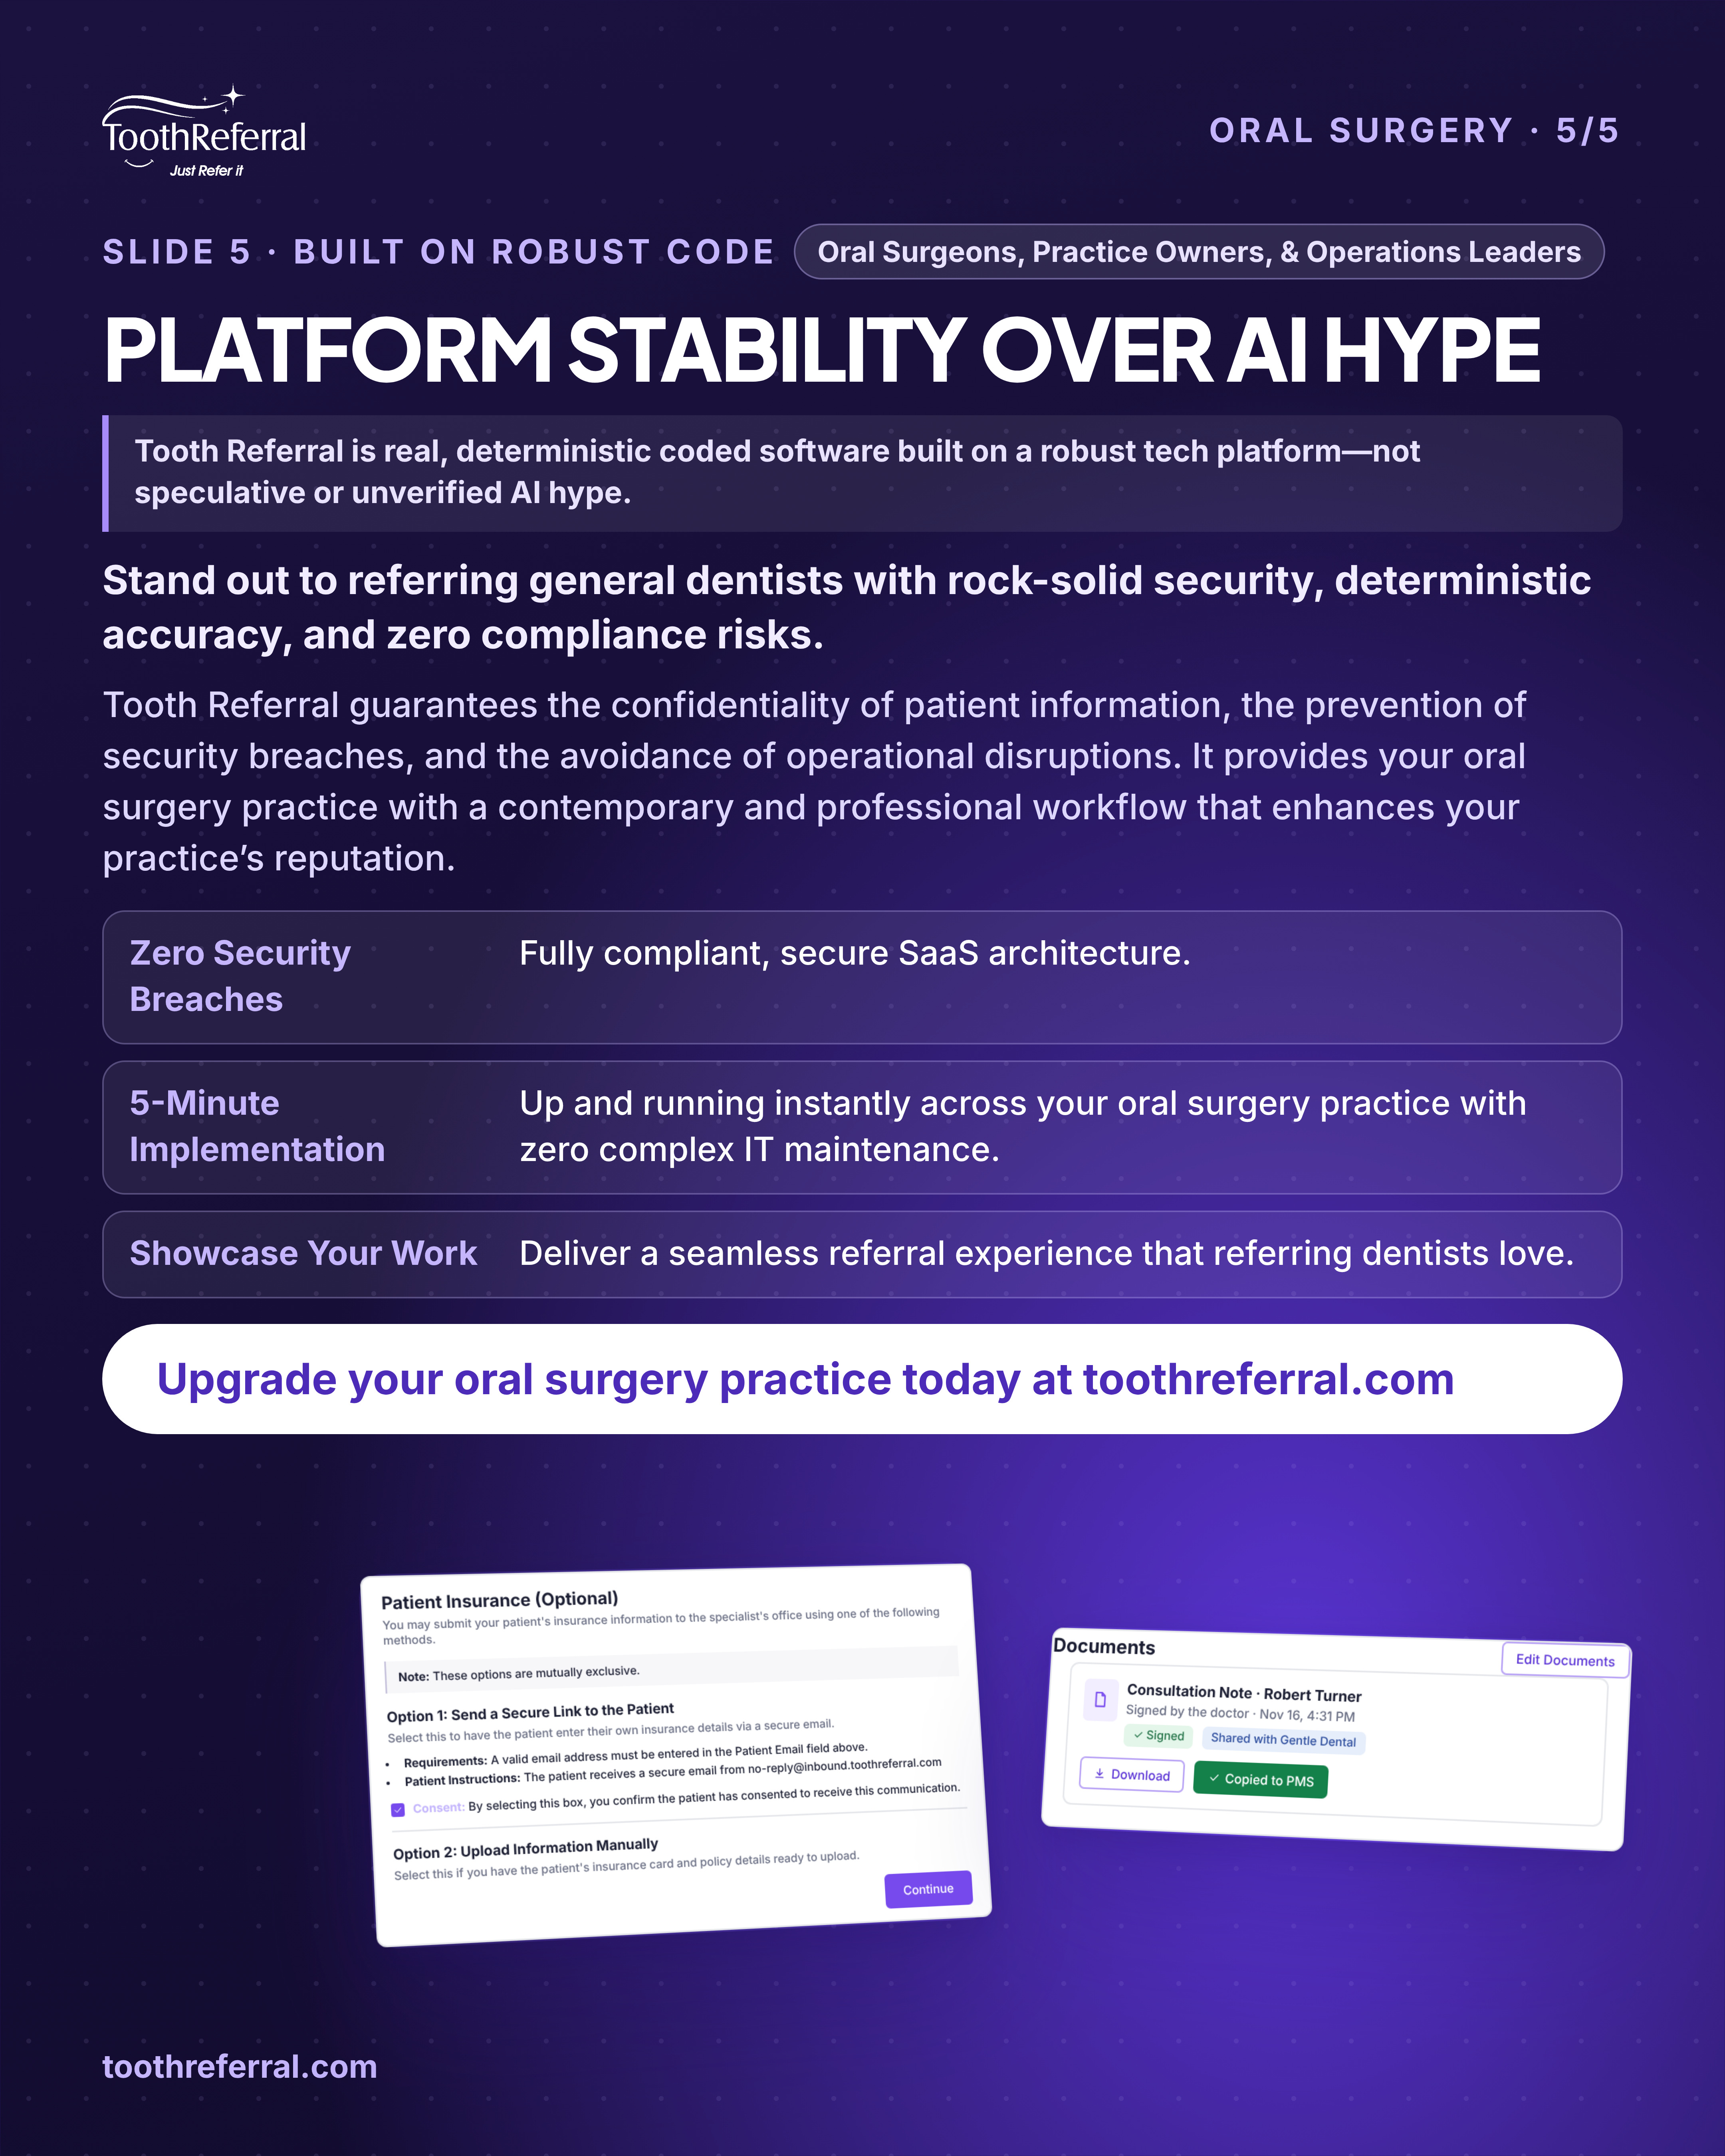 ToothReferral
Just Refer it
ORAL SURGERY · 5/5
SLIDE 5 · BUILT ON ROBUST CODE
Oral Surgeons, Practice Owners, & Operations Leaders
PLATFORM STABILITY OVER AI HYPE
Tooth Referral is real, deterministic coded software built on a robust tech platform—not
speculative or unverified AI hype.
Stand out to referring general dentists with rock-solid security, deterministic
accuracy, and zero compliance risks.
Tooth Referral guarantees the confidentiality of patient information, the prevention of
security breaches, and the avoidance of operational disruptions. It provides your oral
surgery practice with a contemporary and professional workflow that enhances your
practice’s reputation.
Zero Security
Breaches
Fully compliant, secure SaaS architecture.
5-Minute
Implementation
Up and running instantly across your oral surgery practice with
zero complex IT maintenance.
Showcase Your Work
Deliver a seamless referral experience that referring dentists love.
Upgrade your oral surgery practice today at toothreferral.com
Patient Insurance (Optional)
You may submit your patient's insurance information to the specialist's office using one of the following
methods.
Note: These options are mutually exclusive.
Option 1: Send a Secure Link to the Patient
Select this to have the patient enter their own insurance details via a secure email.
• Requirements: A valid email address must be entered in the Patient Email field above.
• Patient Instructions: The patient receives a secure email from no-reply@inbound.toothreferral.com
Consent: By selecting this box, you confirm the patient has consented to receive this communication.
Option 2: Upload Information Manually
Select this if you have the patient's insurance card and policy details ready to upload.
Continue
Documents
Edit Documents
Consultation Note · Robert Turner
Signed by the doctor · Nov 16, 4:31 PM
✓ Signed
Shared with Gentle Dental
Download
✓ Copied to PMS
toothreferral.com